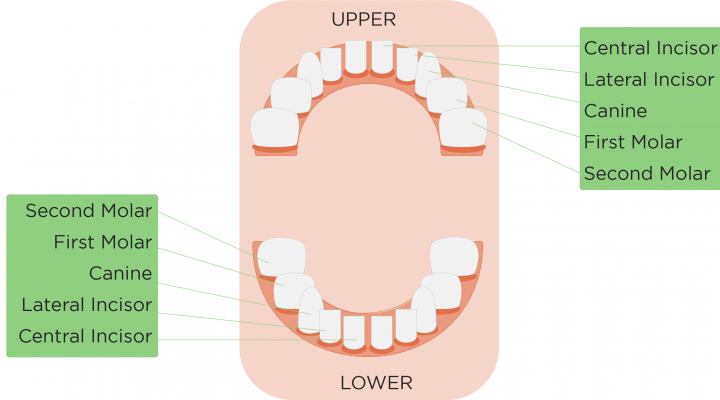 UPPER
Central Incisor
Lateral Incisor
Canine
First Molar
Second Molar
Second Molar
First Molar
Canine
Lateral Incisor
Central Incisor
LOWER